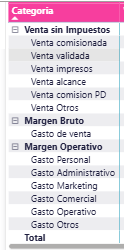 Categoría
Venta sin Impuestos
Venta comisionada
Venta validada
Venta impresos
Venta alcance
Venta comision PD
Venta Otros
Margen Bruto
Gasto de venta
Margen Operativo
Gasto Personal
Gasto Administrativo
Gasto Marketing
Gasto Comercial
Gasto Operativo
Gasto Otros
Total